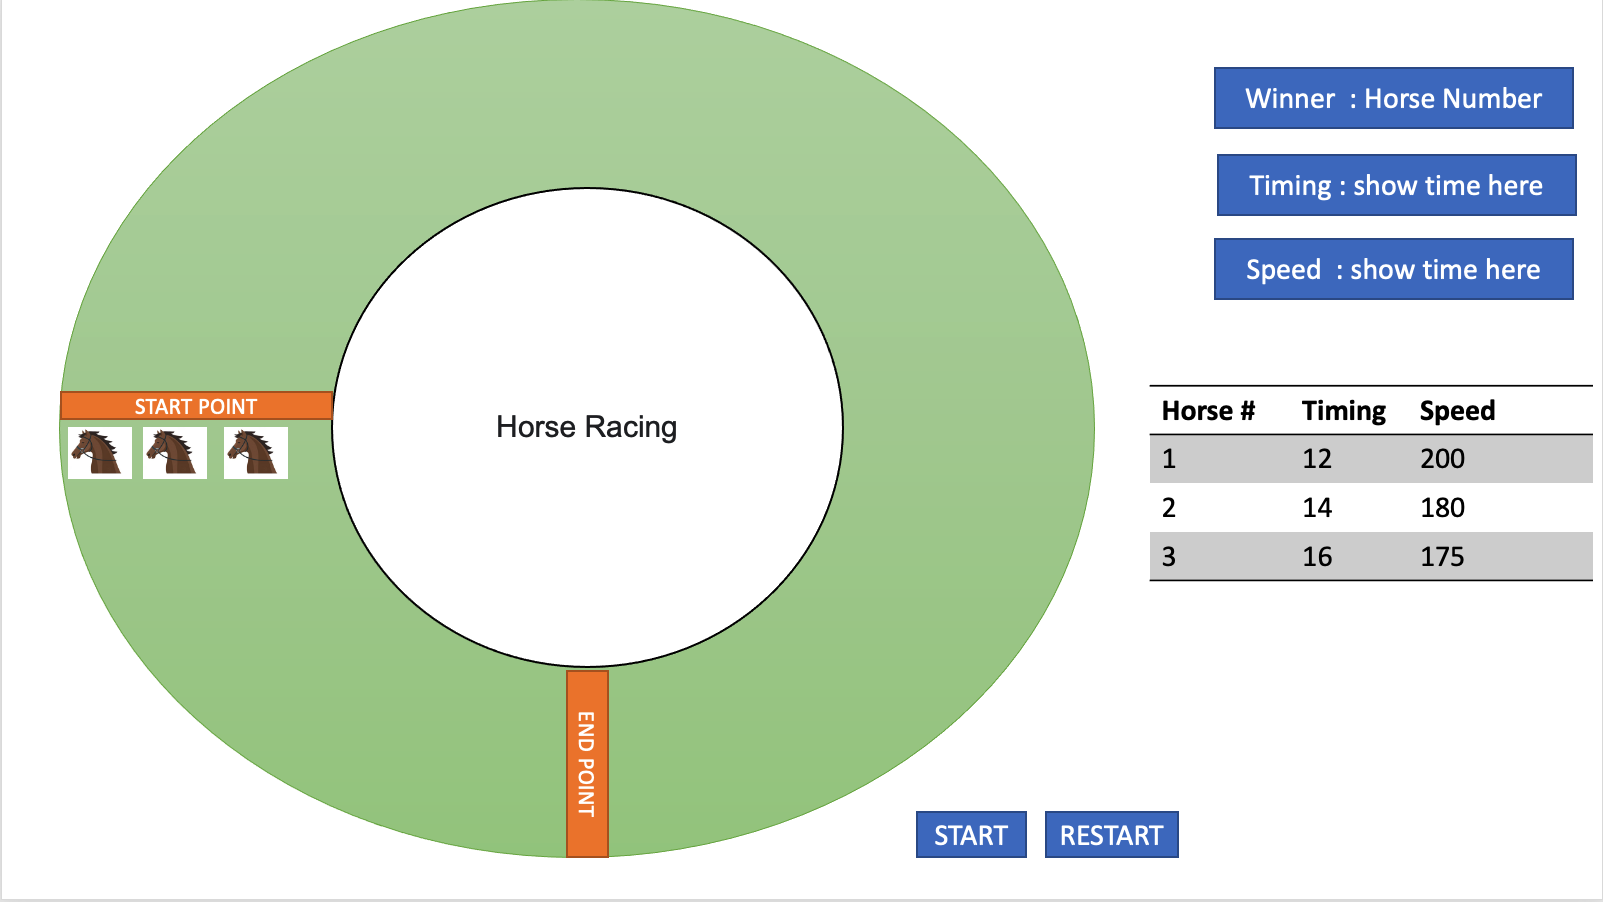 Winner : Horse Number
Timing : show time here
Speed : show time here
START POINT
Horse Racing
Horse # Timing Speed
1 12 200
2 14 180
3 16 175
END POINT
START RESTART